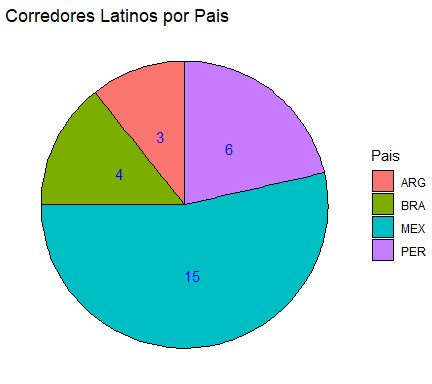 Corredores Latinos por Pais
3
6
4
15
Pais
ARG
BRA
MEX
PER